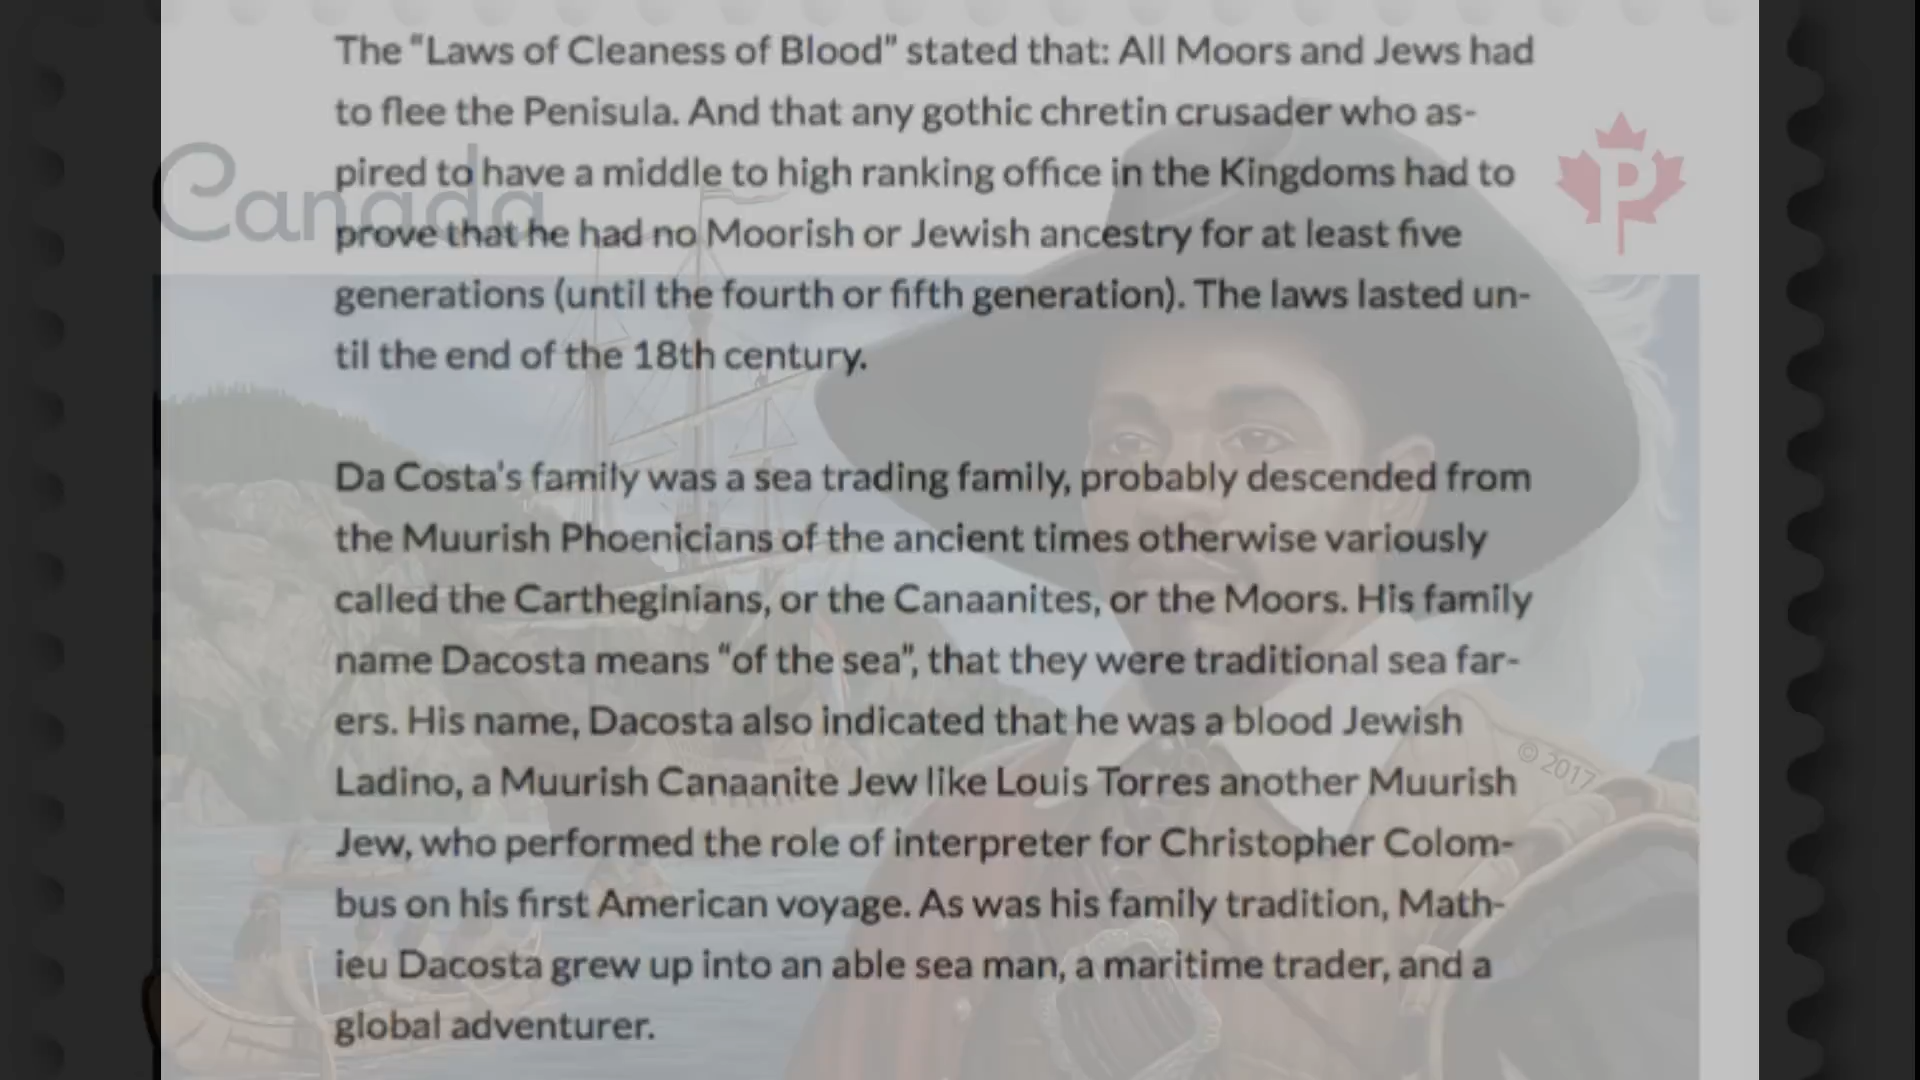 The “Laws of Cleaness of Blood” stated that: All Moors and Jews had
to flee the Penisula. And that any gothic chretin crusader who as-
pired to have a middle to high ranking office in the Kingdoms had to
prove that he had no Moorish or Jewish ancestry for at least five
generations (until the fourth or fifth generation). The laws lasted un-
til the end of the 18th century.
Da Costa's family was a sea trading family, probably descended from
the Muurish Phoenicians of the ancient times otherwise variously
called the Cartheginians, or the Canaanites, or the Moors. His family
name Dacosta means “of the sea”, that they were traditional sea far-
ers. His name, Dacosta also indicated that he was a blood Jewish
Ladino, a Muurish Canaanite Jew like Louis Torres another Muurish
Jew, who performed the role of interpreter for Christopher Colom-
bus on his first American voyage. As was his family tradition, Math-
ieu Dacosta grew up into an able sea man, a maritime trader, and a
global adventurer.
Canada
P
© 2017